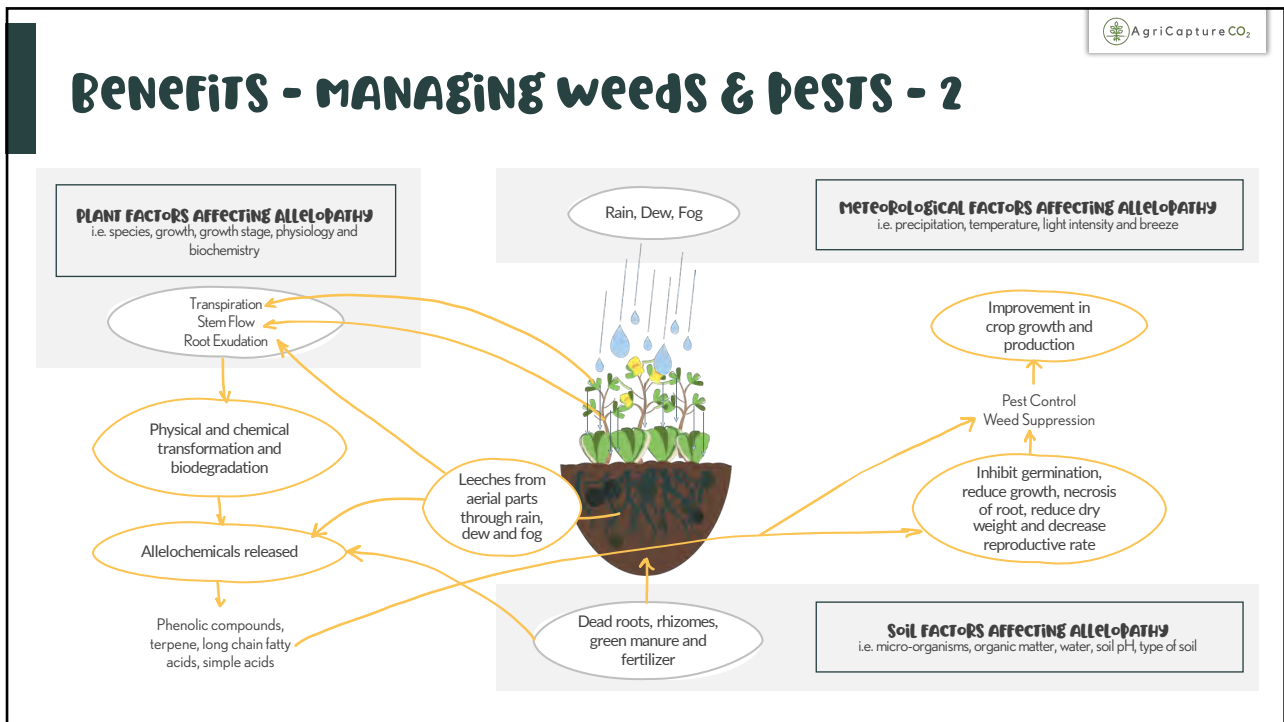 AgriCaptureCO₂
Benefits - Managing Weeds & Pests - 2
Plant Factors Affecting Allelopathy
i.e. species, growth, growth stage, physiology and
biochemistry
Transpiration
Stem Flow
Root Exudation
Physical and chemical
transformation and
biodegradation
Allelochemicals released
Phenolic compounds,
terpene, long chain fatty
acids, simple acids
Rain, Dew, Fog
Leeches from
aerial parts
through rain,
dew and fog
Dead roots, rhizomes,
green manure and
fertilizer
Meteorological Factors Affecting Allelopathy
i.e. precipitation, temperature, light intensity and breeze
Improvement in
crop growth and
production
Pest Control
Weed Suppression
Inhibit germination,
reduce growth, necrosis
of root, reduce dry
weight and decrease
reproductive rate
Soil Factors Affecting Allelopathy
i.e. micro-organisms, organic matter, water, soil pH, type of soil